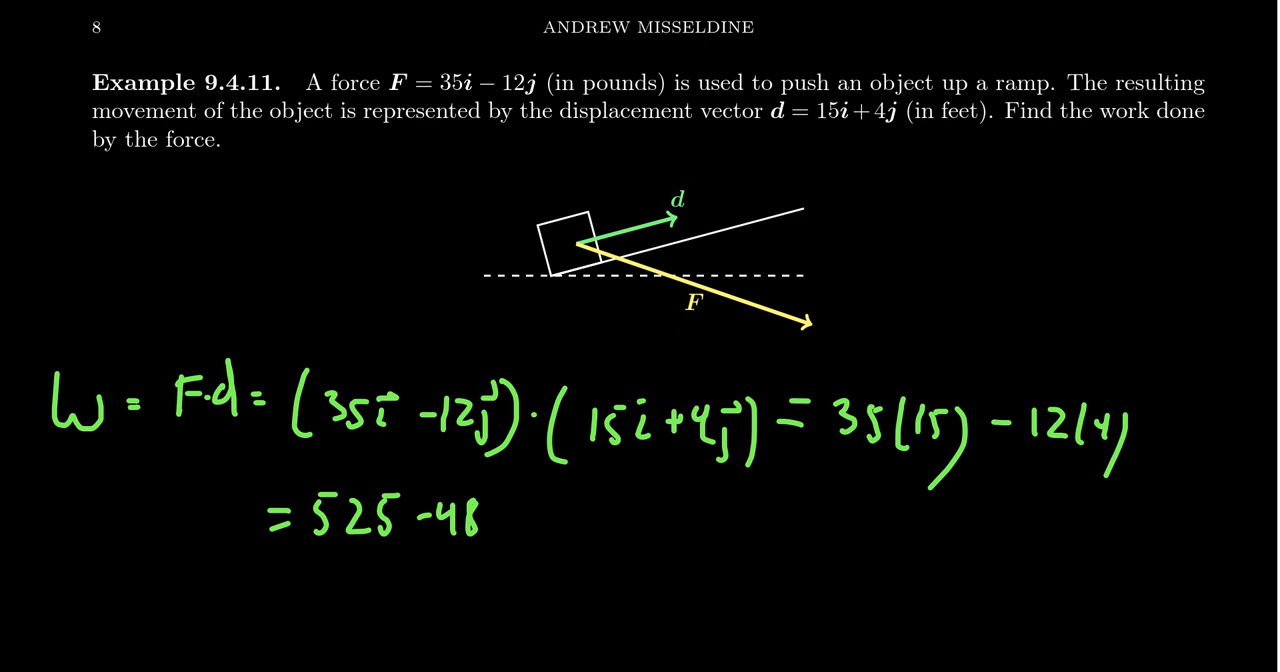 8 ANDREW MISSELDINE
Example 9.4.11. A force F = 35i − 12j (in pounds) is used to push an object up a ramp. The resulting
movement of the object is represented by the displacement vector d = 15i + 4j (in feet). Find the work done
by the force.
d
F
W = F·d = (35i -12j)·(15i+4j) = 35(15) - 12(4)
= 525 -48